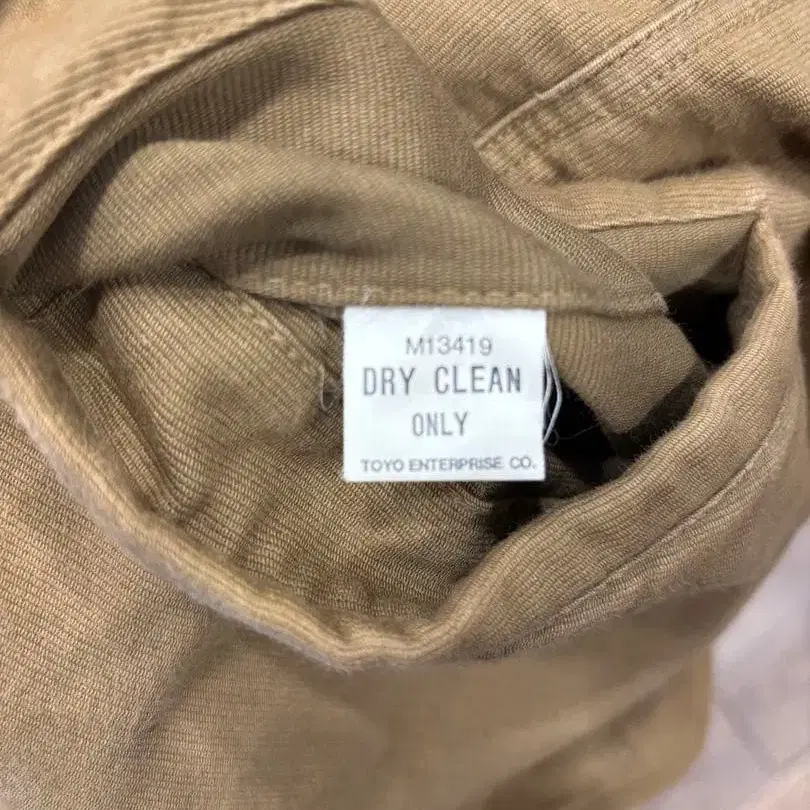 M13419
DRY CLEAN
ONLY
TOYO ENTERPRISE CO.